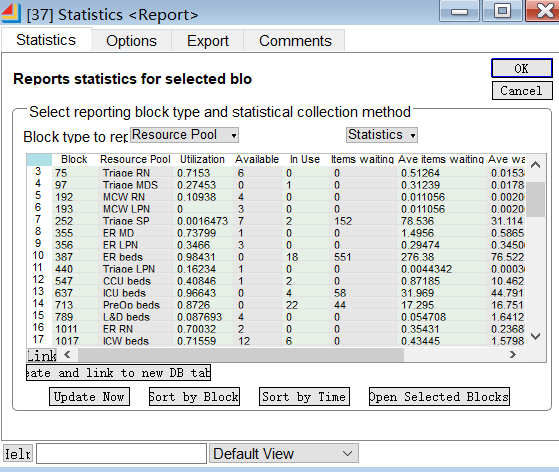 [37] Statistics <Report>
Statistics Options Export Comments
Reports statistics for selected blo
OK
Cancel
Select reporting block type and statistical collection method
Block type to rep Resource Pool Statistics
Block Resource Pool Utilization Available In Use Items waiting Ave items waiting Ave wa
3 75 Triage RN 0.7153 6 0 0 0.51264 0.0153
4 97 Triage MDS 0.27453 0 1 0 0.31239 0.0178
5 192 MCW RN 0.10938 4 0 0 0.011056 0.0020
6 193 MCW LPN 0 3 0 0 0.011056 0.0020
7 252 Triage SP 0.0016473 7 2 152 78.536 31.114
8 355 ER MD 0.73799 1 0 0 1.4956 0.5865
9 356 ER LPN 0.3466 3 0 0 0.29474 0.3450
10 387 ER beds 0.98431 0 18 551 276.38 76.522
11 440 Triage LPN 0.16234 1 0 0 0.0044342 0.0003
12 547 CCU beds 0.40846 1 2 0 0.87185 10.462
13 637 ICU beds 0.96643 0 4 58 31.969 44.791
14 713 PreOp beds 0.8726 0 22 44 17.295 16.751
15 789 L&D beds 0.087693 4 0 0 0.054708 1.6412
16 1011 ER RN 0.70032 2 0 0 0.35431 0.2368
17 1017 ICW beds 0.71559 12 6 0 0.43445 1.5798
Link
eate and link to new DB tab
Update Now Sort by Block Sort by Time Open Selected Blocks
Help Default View